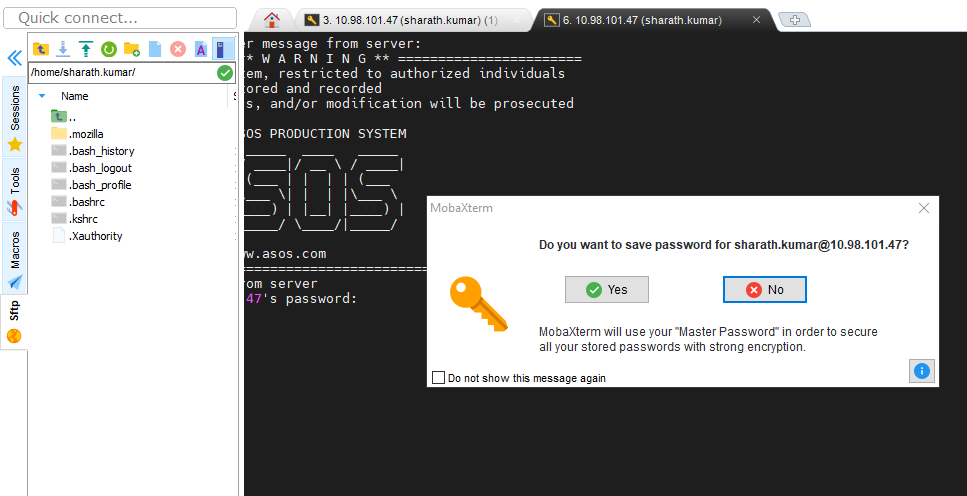 Quick connect...
3. 10.98.101.47 (sharath.kumar) (1)
6. 10.98.101.47 (sharath.kumar)
/home/sharath.kumar/
Name
..
.mozilla
.bash_history
.bash_logout
.bash_profile
.bashrc
.kshrc
.Xauthority
Sessions
Tools
Macros
Sftp
er message from server:
** W A R N I N G ** =======================
tem, restricted to authorized individuals
tored and recorded
s, and/or modification will be prosecuted
SOS PRODUCTION SYSTEM
ww.asos.com
rom server
47's password:
MobaXterm
Do you want to save password for sharath.kumar@10.98.101.47?
Yes
No
MobaXterm will use your "Master Password" in order to secure
all your stored passwords with strong encryption.
Do not show this message again